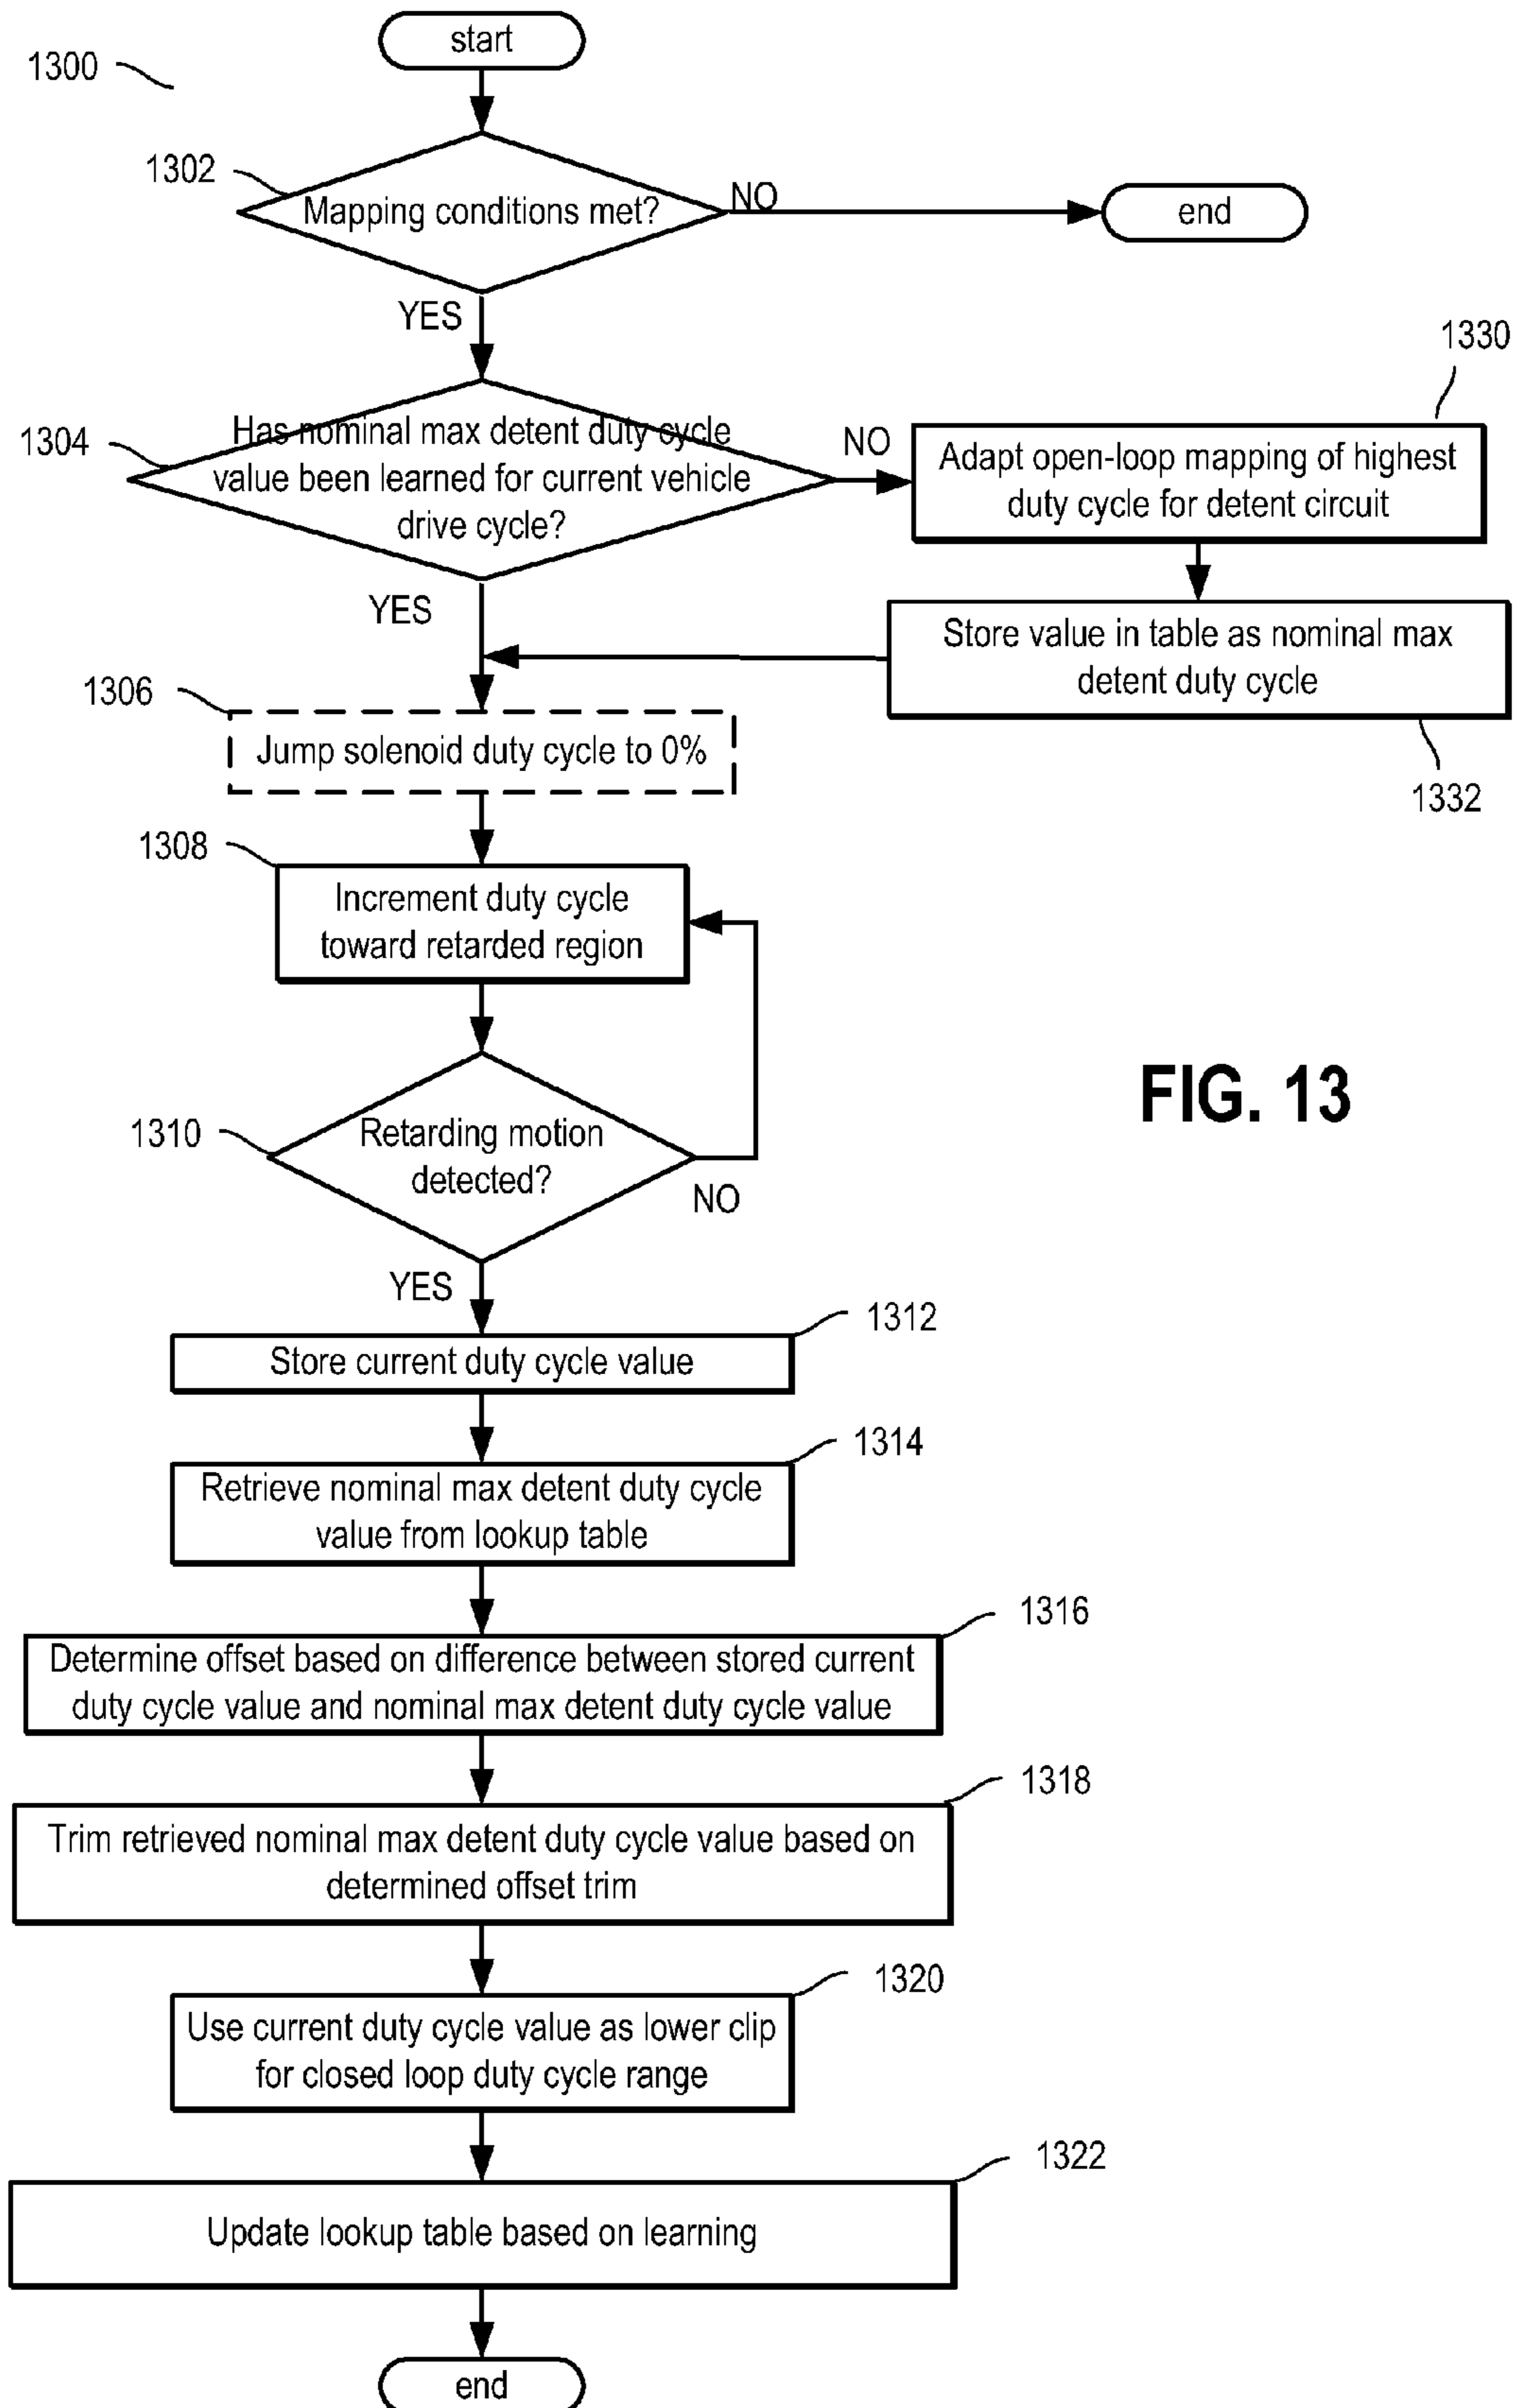 start
1300
1302
Mapping conditions met?
NO
end
YES
1330
1304
Has nominal max detent duty cycle
value been learned for current vehicle
drive cycle?
NO
Adapt open-loop mapping of highest
duty cycle for detent circuit
YES
Store value in table as nominal max
detent duty cycle
1332
1306
Jump solenoid duty cycle to 0%
1308
Increment duty cycle
toward retarded region
FIG. 13
1310
Retarding motion
detected?
NO
YES
1312
Store current duty cycle value
1314
Retrieve nominal max detent duty cycle
value from lookup table
1316
Determine offset based on difference between stored current
duty cycle value and nominal max detent duty cycle value
1318
Trim retrieved nominal max detent duty cycle value based on
determined offset trim
1320
Use current duty cycle value as lower clip
for closed loop duty cycle range
1322
Update lookup table based on learning
end